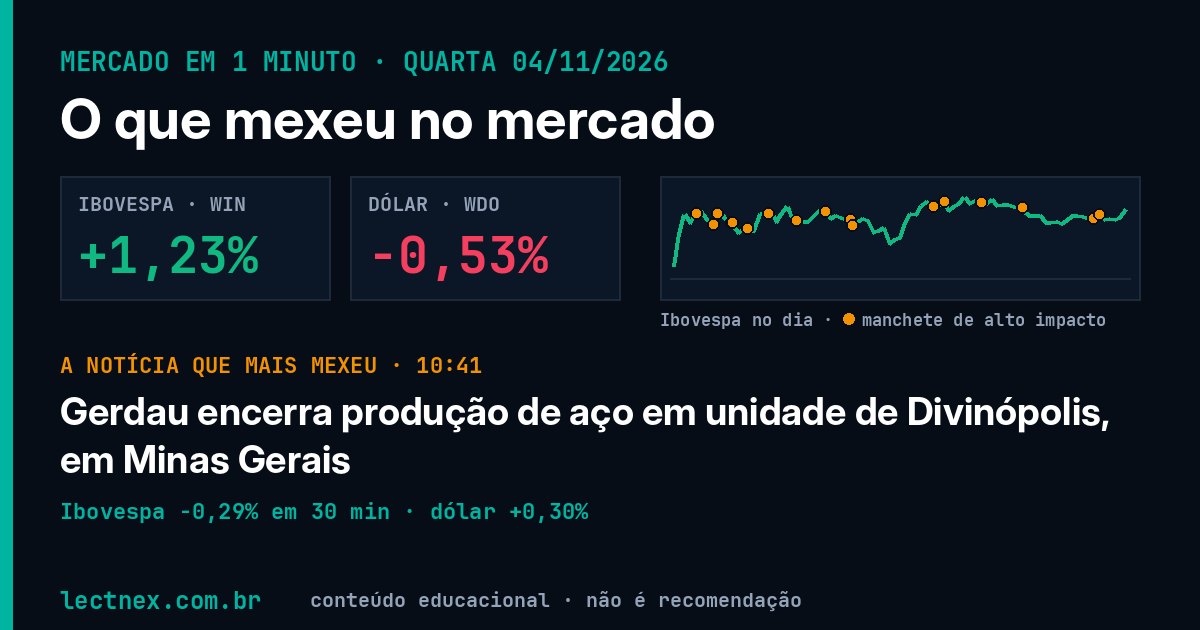 MERCADO EM 1 MINUTO · QUARTA 04/11/2026
O que mexeu no mercado
IBOVESPA · WIN
+1,23%
DÓLAR · WDO
-0,53%
Ibovespa no dia · manchete de alto impacto
A NOTÍCIA QUE MAIS MEXEU · 10:41
Gerdau encerra produção de aço em unidade de Divinópolis,
em Minas Gerais
Ibovespa -0,29% em 30 min · dólar +0,30%
lectnex.com.br
conteúdo educacional · não é recomendação